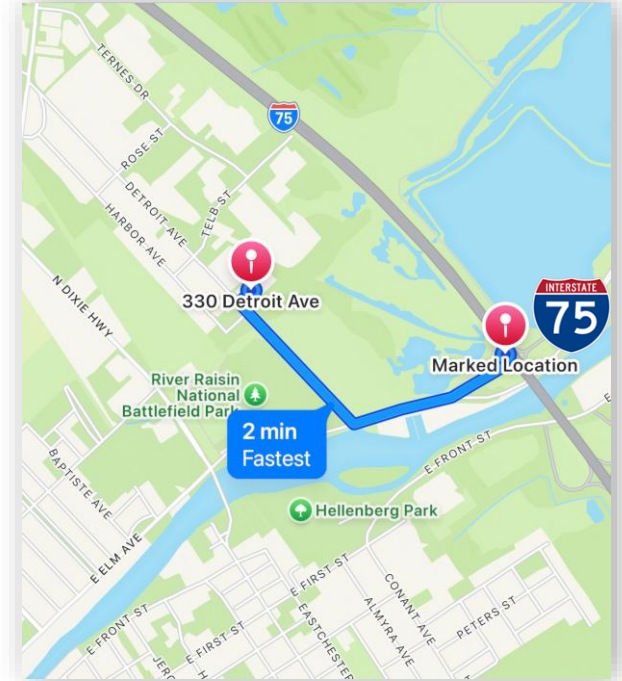 TERNES DR
75
ROSE ST
DETROIT AVE
TELB ST
HARBOR AVE
N DIXIE HWY
330 Detroit Ave
INTERSTATE
75
Marked Location
River Raisin
National
Battlefield Park
2 min
Fastest
E FRONT ST
BAPTISTE AVE
Hellenberg Park
E ELM AVE
E FIRST ST
CONANT AVE
E FRONT ST
E FIRST ST
ALMYRA AVE
PETERS ST
EASTCHESTER